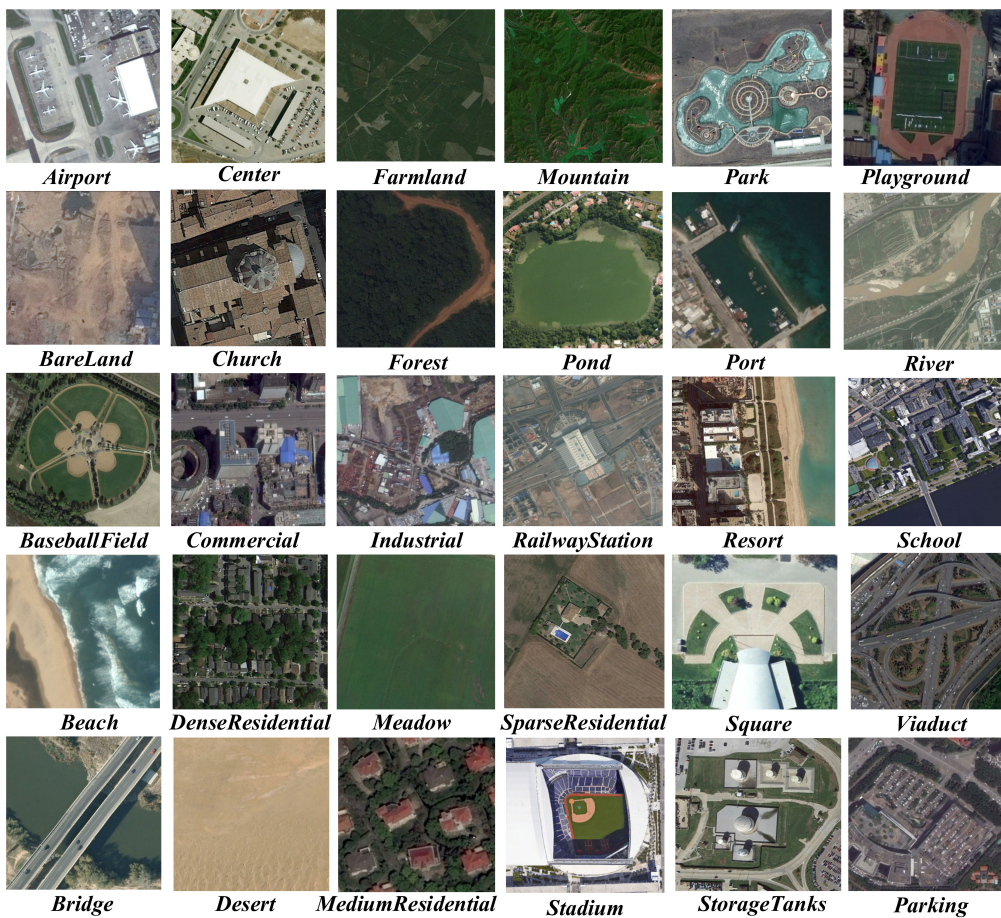 Airport Center Farmland Mountain Park Playground
BareLand Church Forest Pond Port River
BaseballField Commercial Industrial RailwayStation Resort School
Beach DenseResidential Meadow SparseResidential Square Viaduct
Bridge Desert MediumResidential Stadium StorageTanks Parking